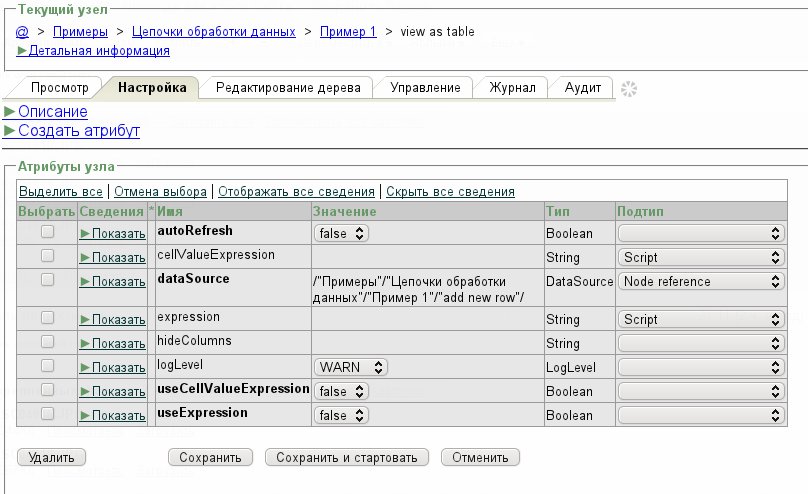 Текущий узел
@ > Примеры > Цепочки обработки данных > Пример 1 > view as table
Детальная информация
Просмотр Настройка Редактирование дерева Управление Журнал Аудит
Описание
Создать атрибут
Атрибуты узла
Выделить все | Отмена выбора | Отображать все сведения | Скрыть все сведения
Выбрать Сведения * Имя Значение Тип Подтип
Показать autoRefresh false Boolean
Показать cellValueExpression String Script
Показать dataSource /"Примеры"/"Цепочки обработки DataSource Node reference
данных"/"Пример 1"/"add new row"/
Показать expression String Script
Показать hideColumns String
Показать logLevel WARN LogLevel
Показать useCellValueExpression false Boolean
Показать useExpression false Boolean
Удалить Сохранить Сохранить и стартовать Отменить